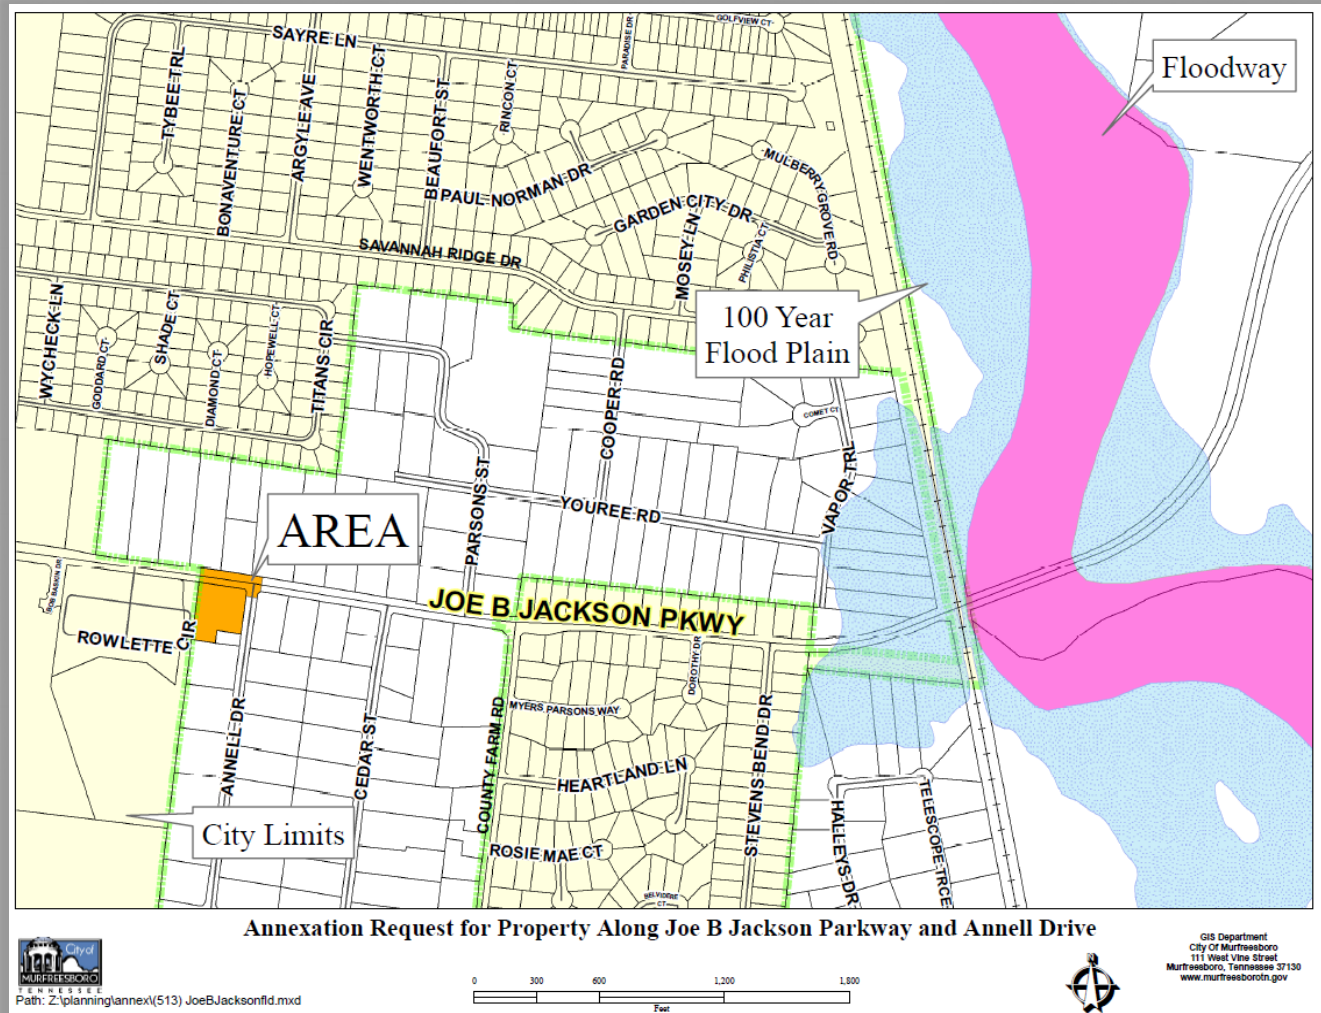 GOLFVIEW CT
SAYRE LN
PARADISE DR
TYBEE TRL
BONAVENTURE CT
ARGYLE AVE
WENTWORTH CT
BEAUFORT ST
RINCON CT
Floodway
PAUL NORMAN DR
MULBERRY GROVE RD
GARDEN CITY DR
MOSEY LN
PHILISTIA CT
SAVANNAH RIDGE DR
100 Year
Flood Plain
WYCHECK LN
GODDARD CT
SHADE CT
DIAMOND CT
HOPEWELL CT
TITANS CIR
COOPER RD
COMET CT
PARSONS ST
YOUREE RD
VAPOR TRL
AREA
BOB BASKIN DR
JOE B JACKSON PKWY
ROWLETTE CIR
DOROTHY DR
MYERS PARSONS WAY
ANNELL DR
CEDAR ST
COUNTY FARM RD
HEARTLAND LN
STEVENS BEND DR
City Limits
ROSIE MAE CT
HALLEYS DR
TELESCOPE TRCE
BELVIDERE
CT
Annexation Request for Property Along Joe B Jackson Parkway and Annell Drive
City of
MURFREESBORO
TENNESSEE
Path: Z:\planning\annex\(513) JoeBJacksonfld.mxd
0 300 600 1,200 1,800
Feet
GIS Department
City Of Murfreesboro
111 West Vine Street
Murfreesboro, Tennessee 37130
www.murfreesborotn.gov